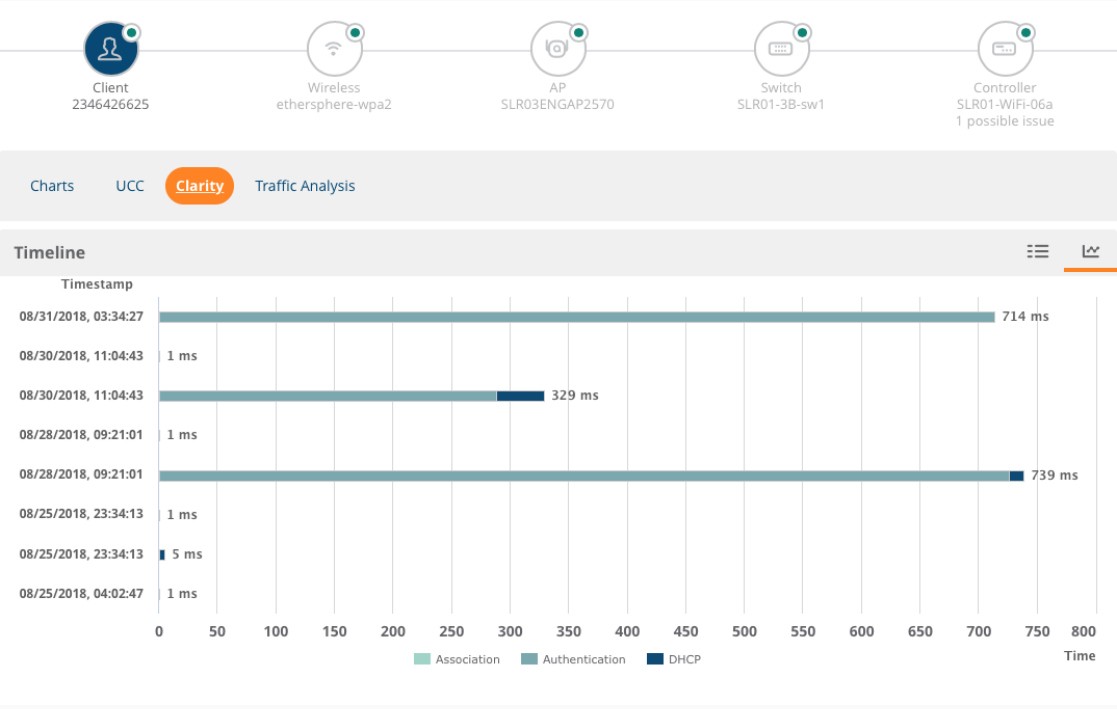 Client
2346426625
Wireless
ethersphere-wpa2
AP
SLR03ENGAP2570
Switch
SLR01-3B-sw1
Controller
SLR01-WiFi-06a
1 possible issue
Charts UCC Clarity Traffic Analysis
Timeline
Timestamp
08/31/2018, 03:34:27 714 ms
08/30/2018, 11:04:43 1 ms
08/30/2018, 11:04:43 329 ms
08/28/2018, 09:21:01 1 ms
08/28/2018, 09:21:01 739 ms
08/25/2018, 23:34:13 1 ms
08/25/2018, 23:34:13 5 ms
08/25/2018, 04:02:47 1 ms
0 50 100 150 200 250 300 350 400 450 500 550 600 650 700 750 800
Time
Association Authentication DHCP